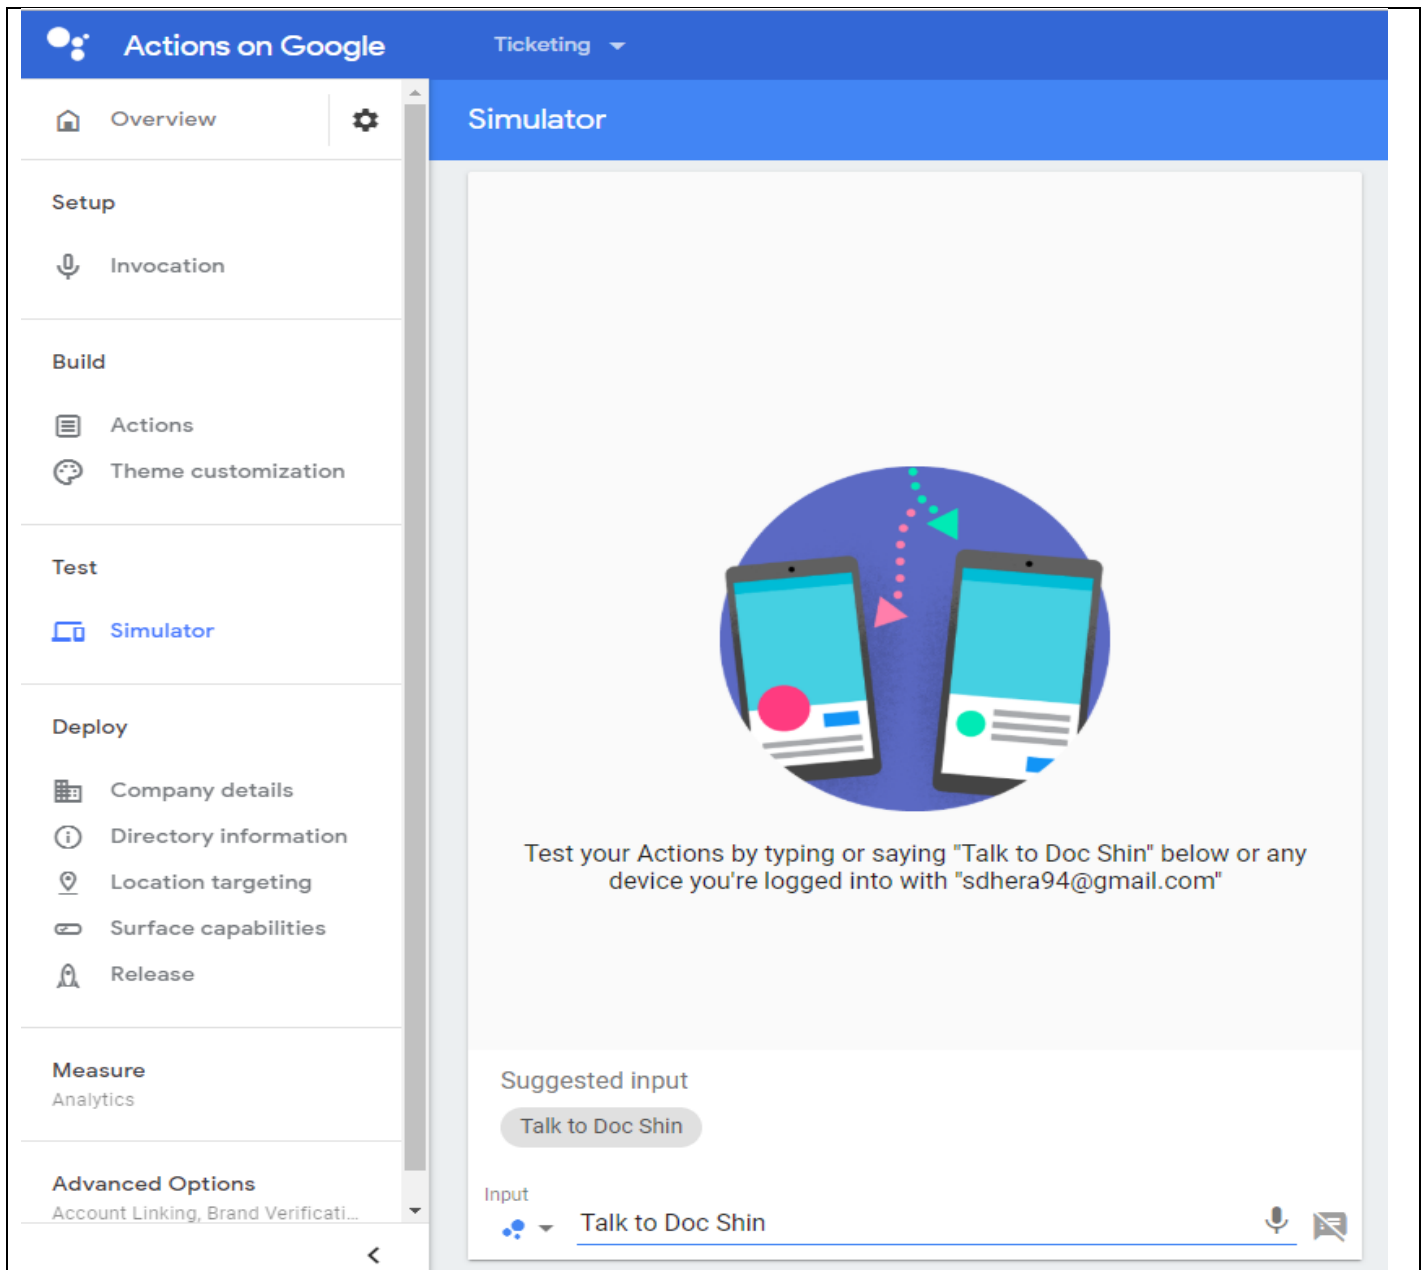 Actions on Google
Ticketing
Overview
Simulator
Setup
Invocation
Build
Actions
Theme customization
Test
Simulator
Deploy
Company details
Directory information
Location targeting
Surface capabilities
Release
Measure
Analytics
Advanced Options
Account Linking, Brand Verificati...
Test your Actions by typing or saying "Talk to Doc Shin" below or any
device you're logged into with "sdhera94@gmail.com"
Suggested input
Talk to Doc Shin
Input
Talk to Doc Shin